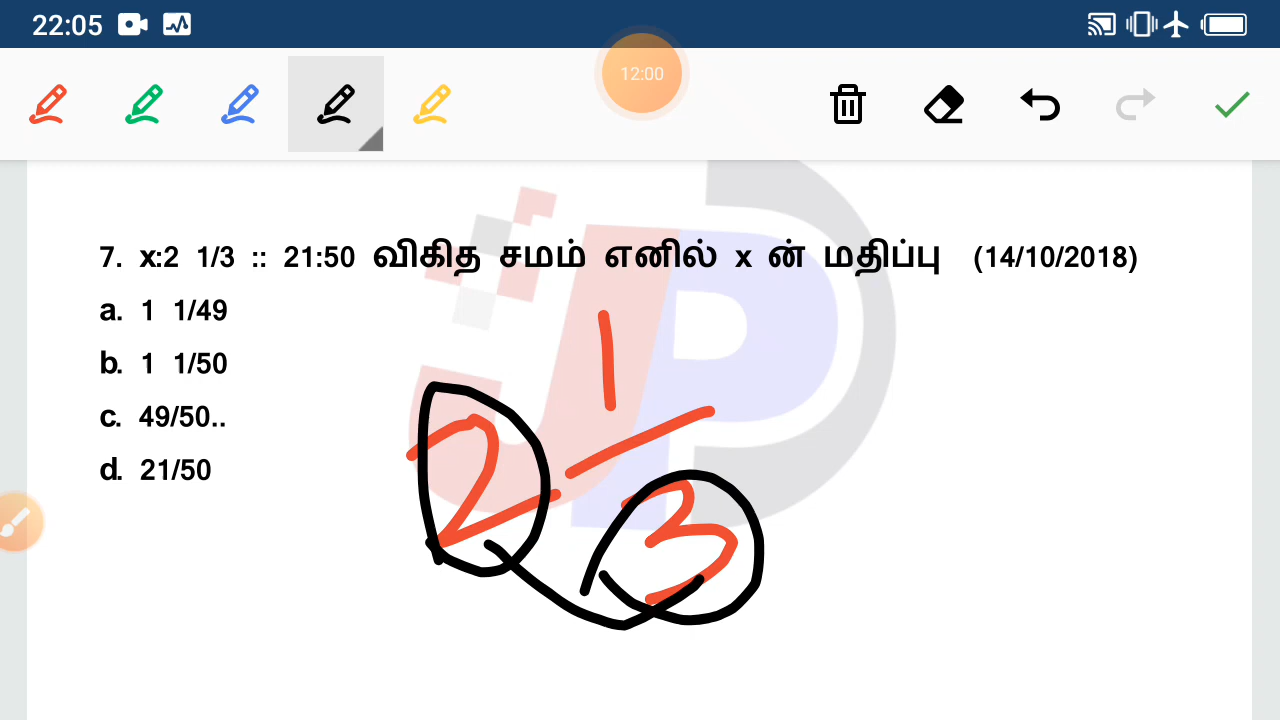 22:05
12:00
7. x:2 1/3 :: 21:50 விகித சமம் எனில் x ன் மதிப்பு (14/10/2018)
a. 1 1/49
b. 1 1/50
c. 49/50..
d. 21/50
2 1/3
JP